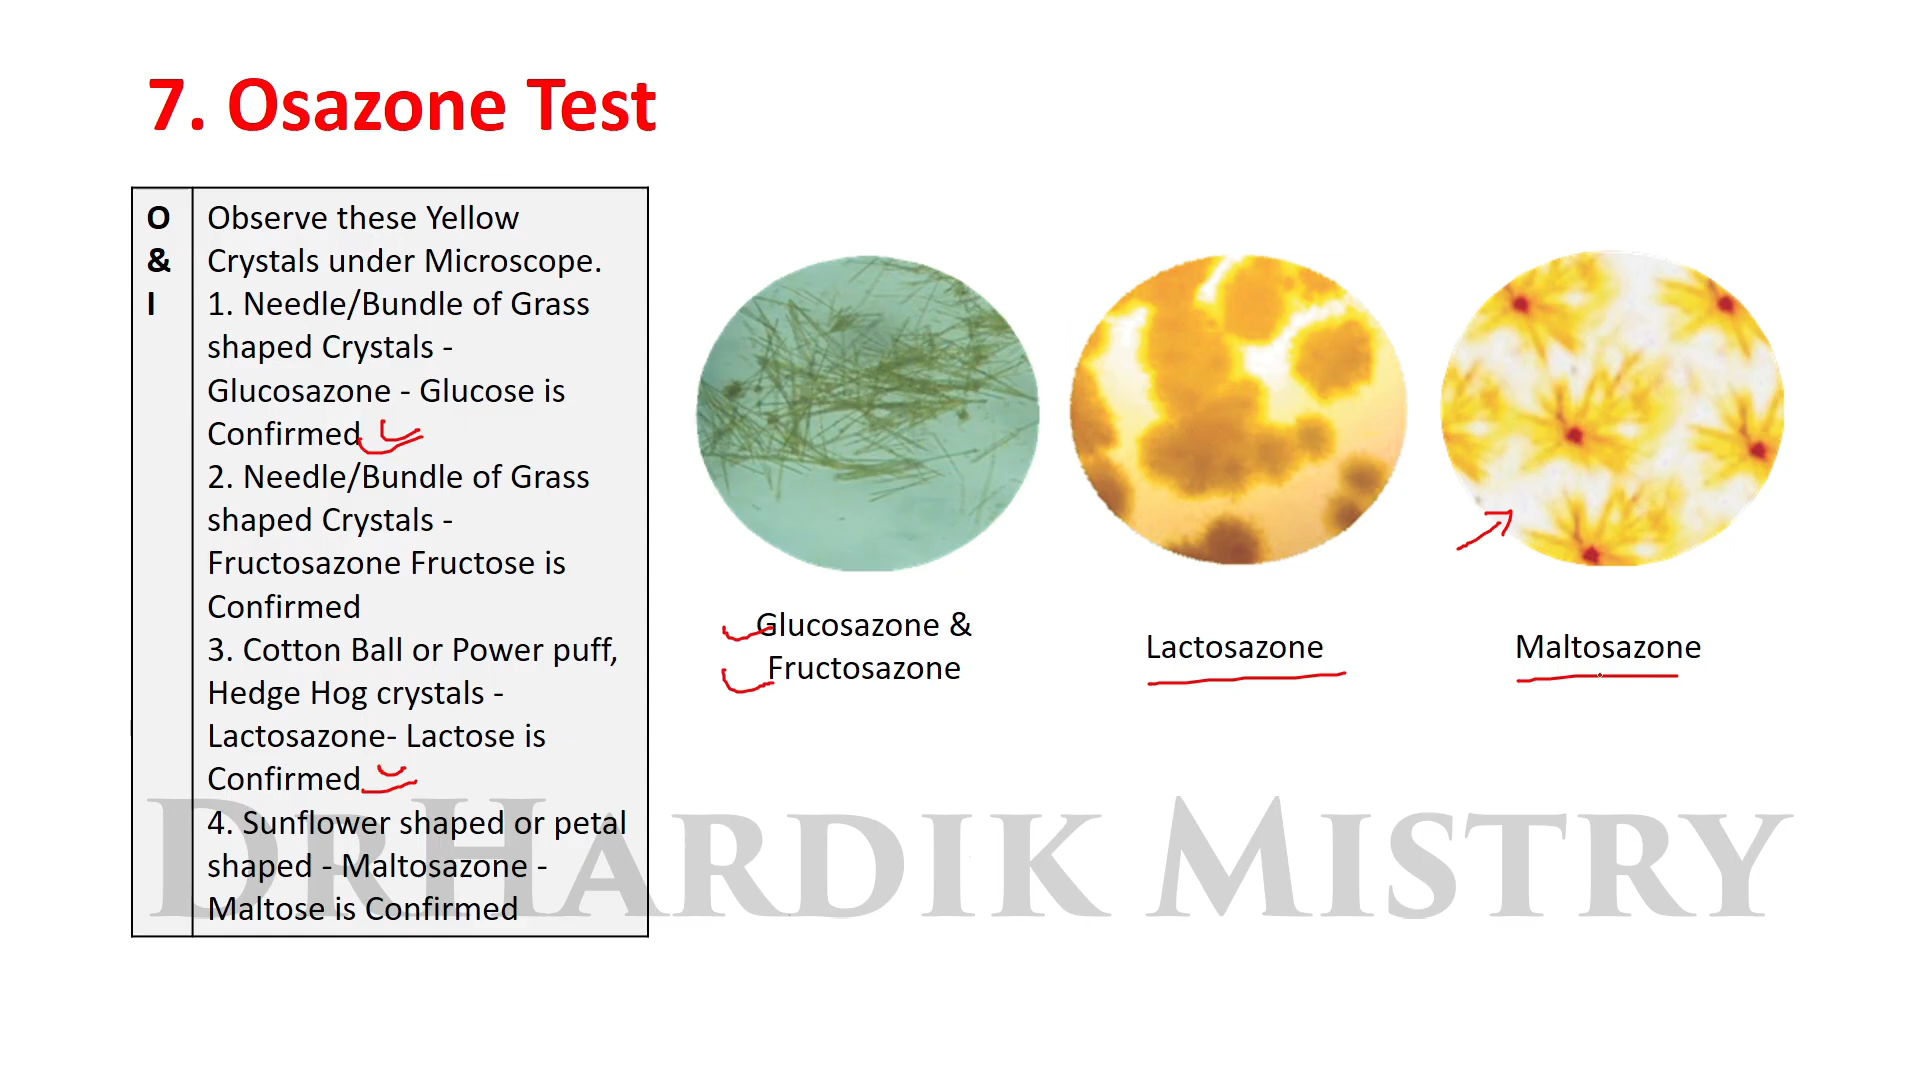 7. Osazone Test
O
&
I
Observe these Yellow
Crystals under Microscope.
1. Needle/Bundle of Grass
shaped Crystals -
Glucosazone - Glucose is
Confirmed
2. Needle/Bundle of Grass
shaped Crystals -
Fructosazone Fructose is
Confirmed
3. Cotton Ball or Power puff,
Hedge Hog crystals -
Lactosazone- Lactose is
Confirmed
4. Sunflower shaped or petal
shaped - Maltosazone -
Maltose is Confirmed
Glucosazone &
Fructosazone
Lactosazone
Maltosazone
DrHardik Mistry